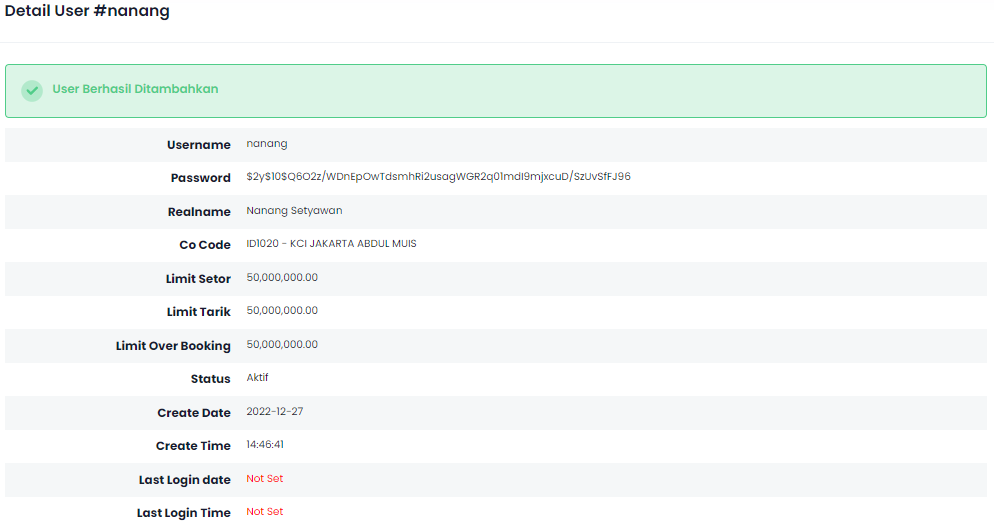 Detail User #nanang
User Berhasil Ditambahkan
Username nanang
Password $2y$10$Q6O2z/WDnEpOwTdsmhRi2usagWGR2q01mdI9mjxcuD/SzUvSfFJ96
Realname Nanang Setyawan
Co Code ID1020 - KCI JAKARTA ABDUL MUIS
Limit Setor 50,000,000.00
Limit Tarik 50,000,000.00
Limit Over Booking 50,000,000.00
Status Aktif
Create Date 2022-12-27
Create Time 14:46:41
Last Login date Not Set
Last Login Time Not Set